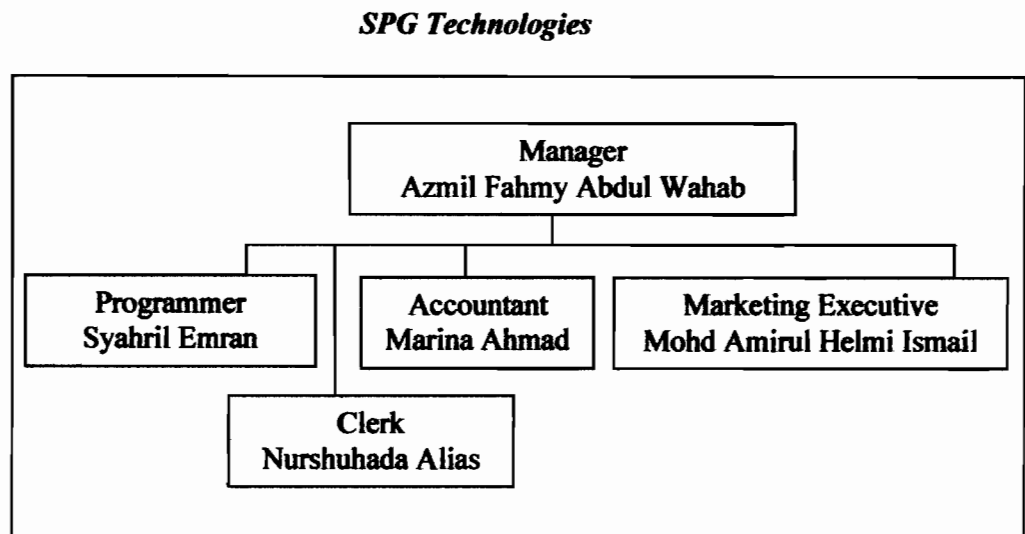 SPG Technologies
Manager
Azmil Fahmy Abdul Wahab
Programmer
Syahril Emran
Accountant
Marina Ahmad
Marketing Executive
Mohd Amirul Helmi Ismail
Clerk
Nurshuhada Alias